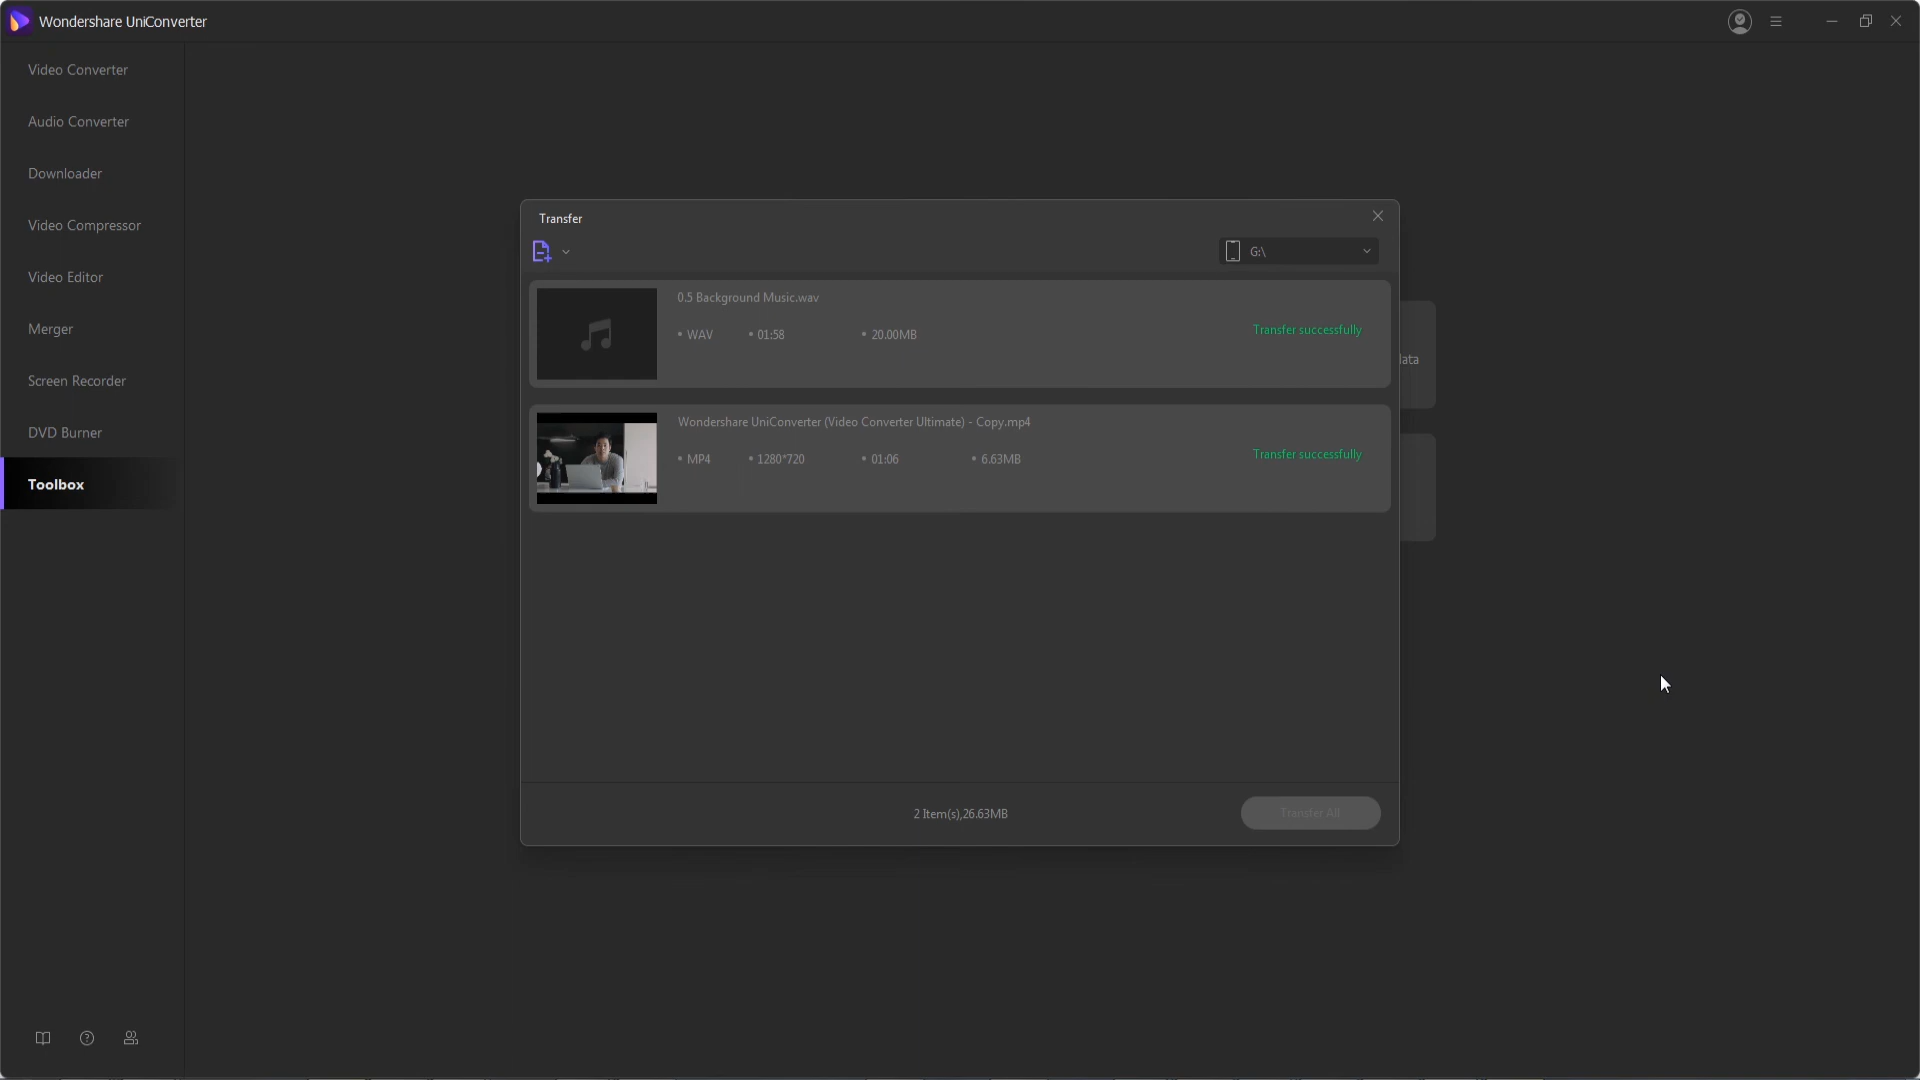 Wondershare UniConverter
Video Converter
Audio Converter
Downloader
Video Compressor
Video Editor
Merger
Screen Recorder
DVD Burner
Toolbox
Transfer
G:\
0.5 Background Music.wav
• WAV • 01:58 • 20.00MB
Transfer successfully
Wondershare UniConverter (Video Converter Ultimate) - Copy.mp4
• MP4 • 1280*720 • 01:06 • 6.63MB
Transfer successfully
2 Item(s),26.63MB
Transfer All